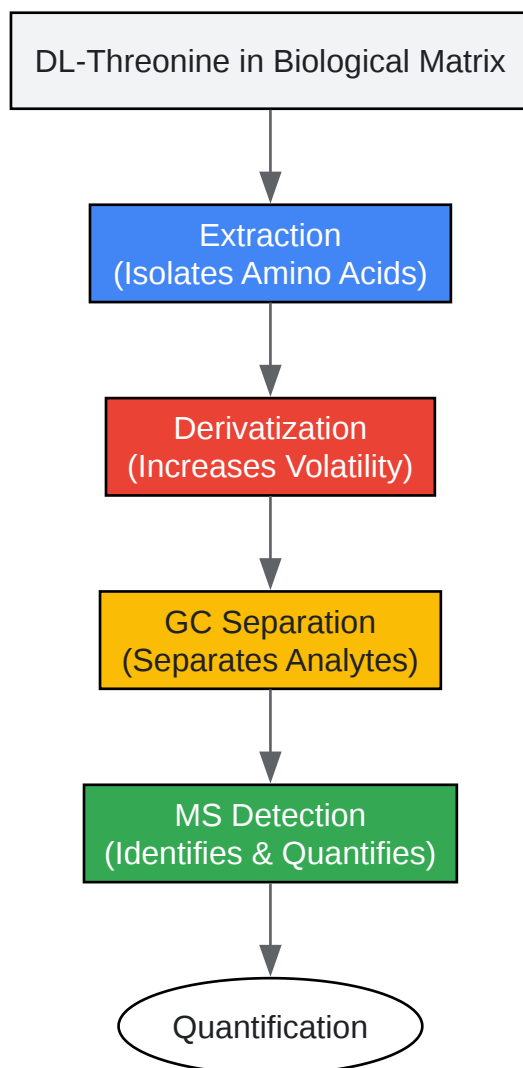 DL-Threonine in Biological Matrix
Extraction
(Isolates Amino Acids)
Derivatization
(Increases Volatility)
GC Separation
(Separates Analytes)
MS Detection
(Identifies & Quantifies)
Quantification